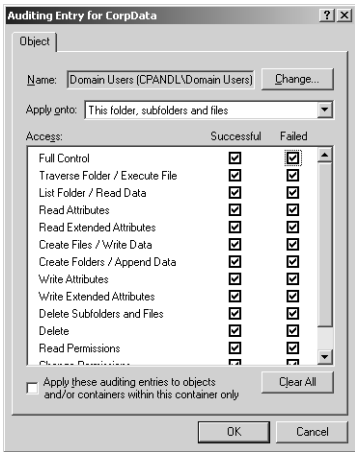 Auditing Entry for CorpData
Object
Name: Domain Users (CPANDL\Domain Users) Change...
Apply onto: This folder, subfolders and files
Access: Successful Failed
Full Control
Traverse Folder / Execute File
List Folder / Read Data
Read Attributes
Read Extended Attributes
Create Files / Write Data
Create Folders / Append Data
Write Attributes
Write Extended Attributes
Delete Subfolders and Files
Delete
Read Permissions
Change Permissions
Apply these auditing entries to objects
and/or containers within this container only
Clear All
OK Cancel